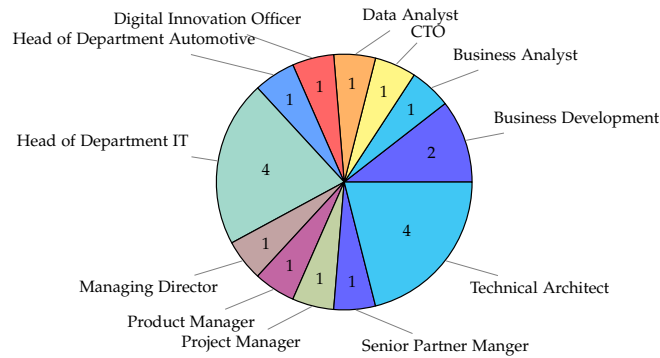 Data Analyst
Digital Innovation Officer
CTO
Head of Department Automotive
Business Analyst
1
1
1
1
1
Business Development
Head of Department IT
2
4
4
1
1
1
1
Managing Director
Technical Architect
Product Manager
Project Manager
Senior Partner Manger